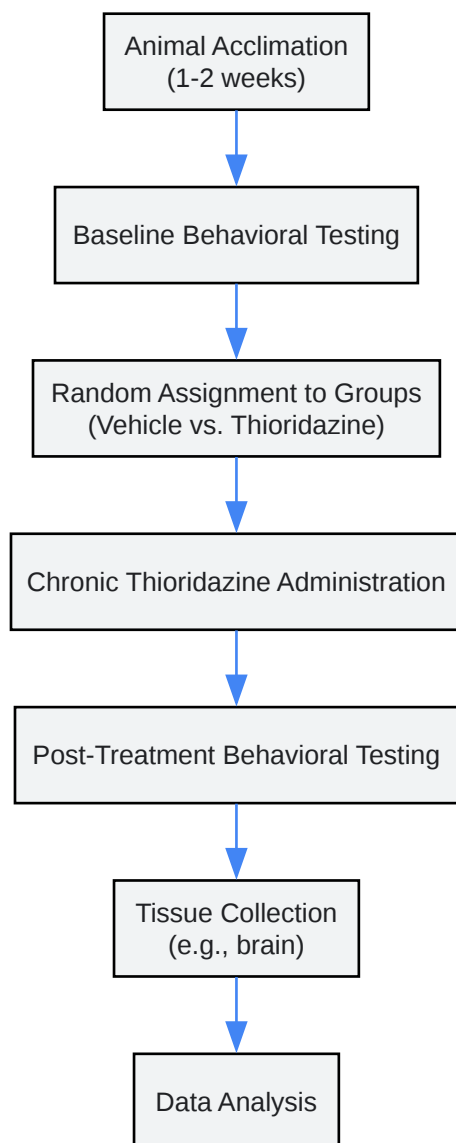 Animal Acclimation
(1-2 weeks)
Baseline Behavioral Testing
Random Assignment to Groups
(Vehicle vs. Thioridazine)
Chronic Thioridazine Administration
Post-Treatment Behavioral Testing
Tissue Collection
(e.g., brain)
Data Analysis